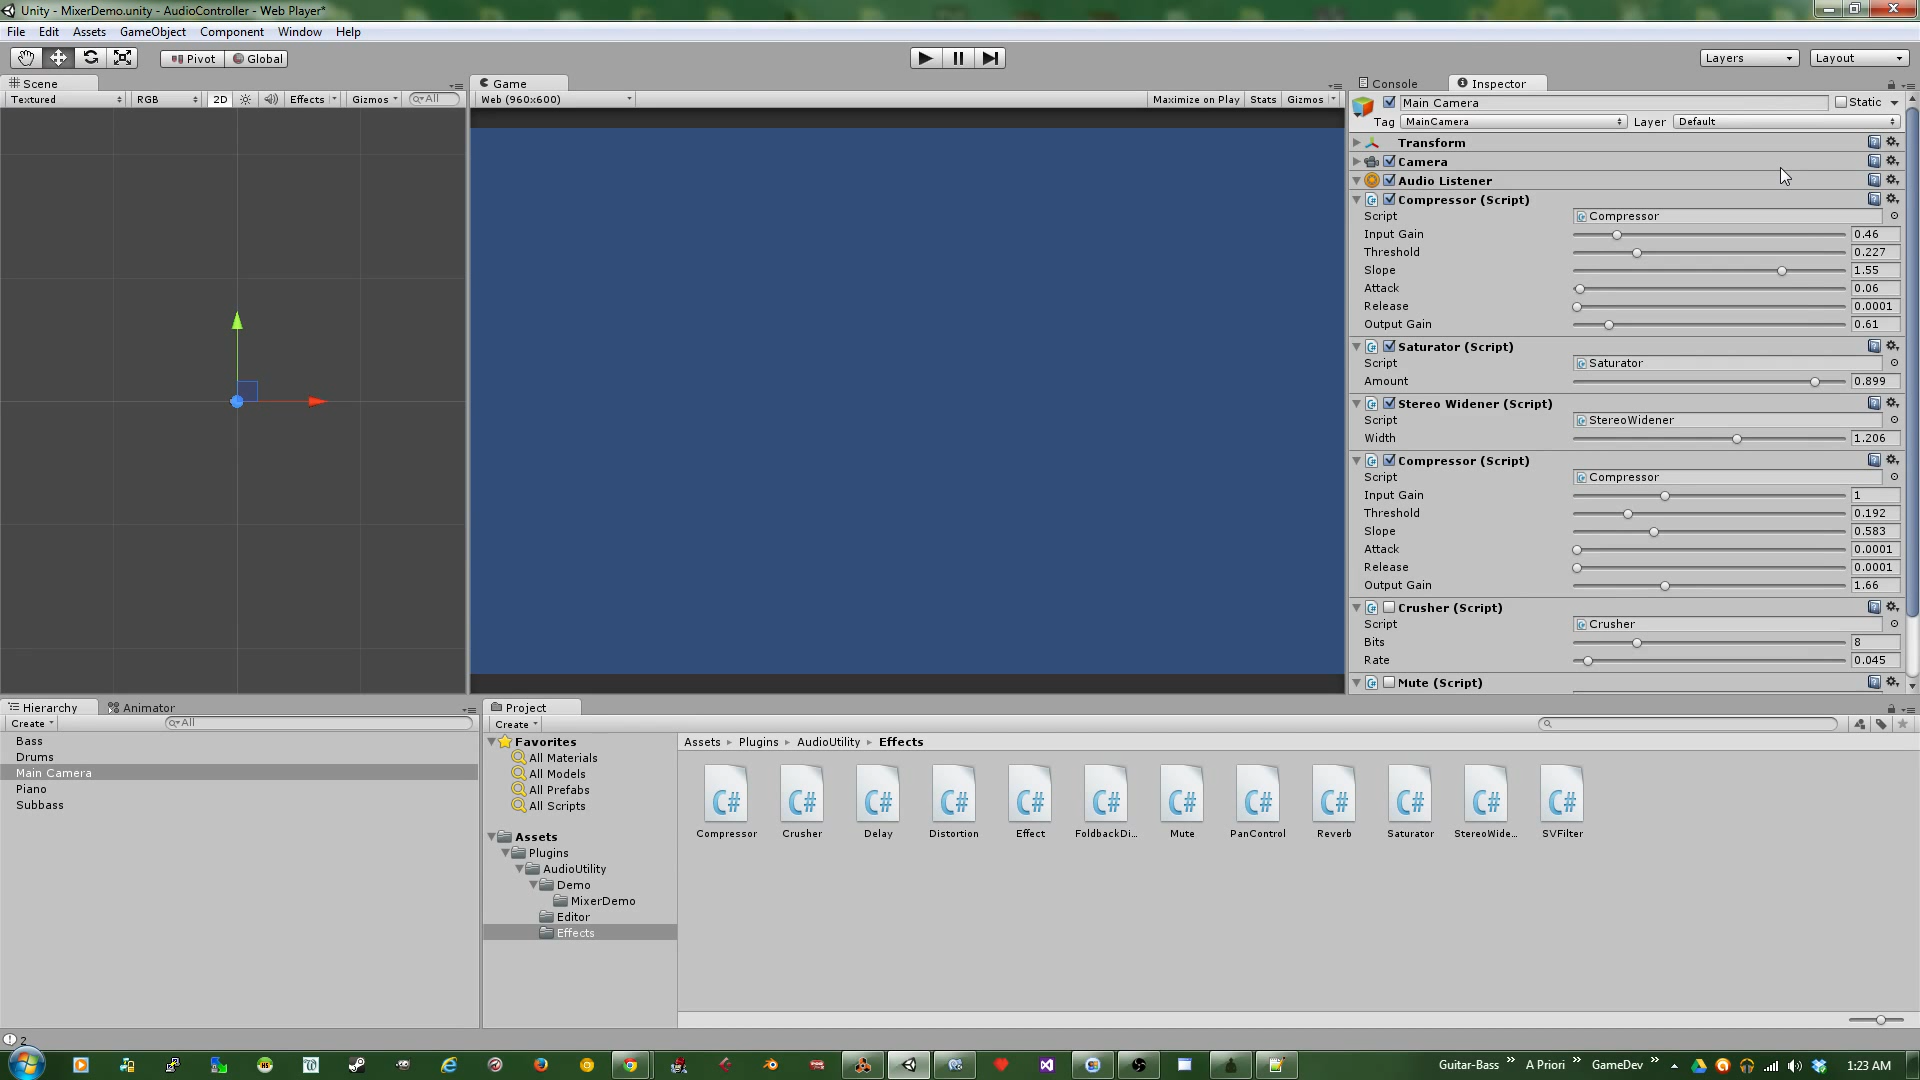 Unity - MixerDemo.unity - AudioController - Web Player*
File Edit Assets GameObject Component Window Help
Pivot Global Layers Layout
Scene Game Console Inspector
Textured RGB 2D Effects Gizmos All Web (960x600) Maximize on Play Stats Gizmos
Main Camera Static
Tag MainCamera Layer Default
Transform
Camera
Audio Listener
Compressor (Script)
Script Compressor
Input Gain 0.46
Threshold 0.227
Slope 1.55
Attack 0.06
Release 0.0001
Output Gain 0.61
Saturator (Script)
Script Saturator
Amount 0.899
Stereo Widener (Script)
Script StereoWidener
Width 1.206
Compressor (Script)
Script Compressor
Input Gain 1
Threshold 0.192
Slope 0.583
Attack 0.0001
Release 0.0001
Output Gain 1.66
Crusher (Script)
Script Crusher
Bits 8
Rate 0.045
Mute (Script)
Hierarchy Animator
Create All
Bass
Drums
Main Camera
Piano
Subbass
Project
Create
Favorites
All Materials
All Models
All Prefabs
All Scripts
Assets
Plugins
AudioUtility
Demo
MixerDemo
Editor
Effects
Assets Plugins AudioUtility Effects
C# C# C# C# C# C# C# C# C# C# C# C#
Compressor Crusher Delay Distortion Effect FoldbackDi... Mute PanControl Reverb Saturator StereoWide... SVFilter
2
Guitar-Bass A Priori GameDev 1:23 AM